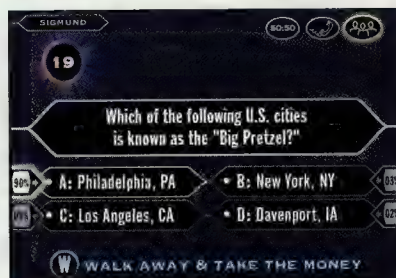 SIGMUND
50:50
19
Which of the following U.S. cities
is known as the "Big Pretzel?"
90% A: Philadelphia, PA
B: New York, NY 03%
C: Los Angeles, CA
D: Davenport, IA 02%
W WALK AWAY & TAKE THE MONEY